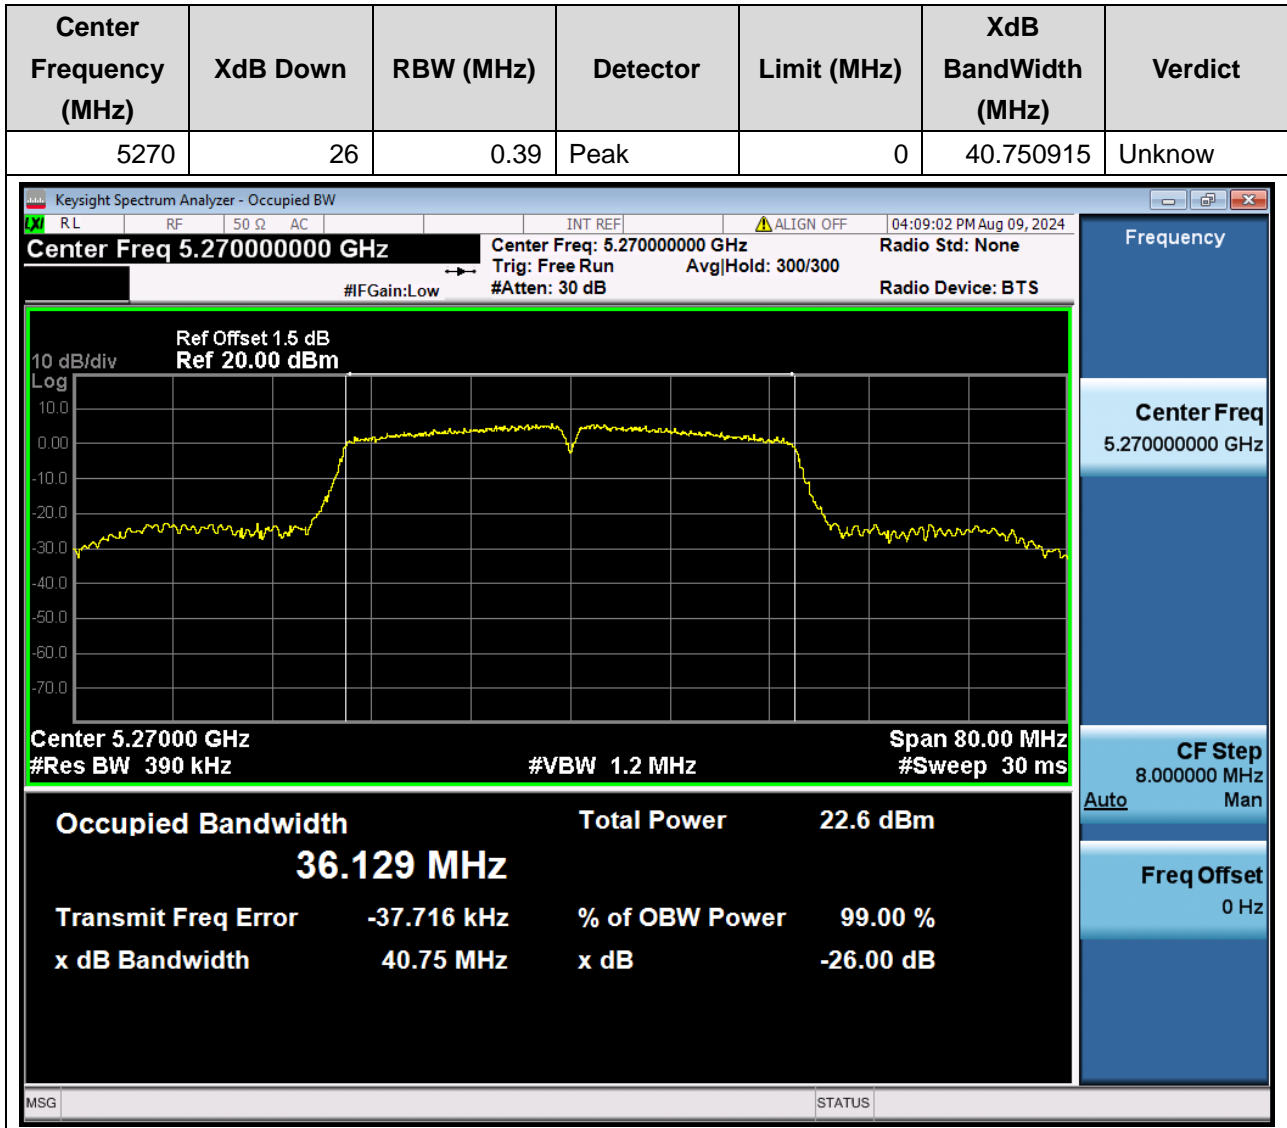 Center Frequency (MHz) XdB Down RBW (MHz) Detector Limit (MHz) XdB BandWidth (MHz) Verdict
5270 26 0.39 Peak 0 40.750915 Unknow
Keysight Spectrum Analyzer - Occupied BW
LXI RL RF 50 Ω AC INT REF ALIGN OFF 04:09:02 PM Aug 09, 2024
Center Freq 5.270000000 GHz
Center Freq: 5.270000000 GHz Radio Std: None
Trig: Free Run Avg|Hold: 300/300
#IFGain:Low #Atten: 30 dB Radio Device: BTS
Ref Offset 1.5 dB
10 dB/div Ref 20.00 dBm
Log
10.0
0.00
-10.0
-20.0
-30.0
-40.0
-50.0
-60.0
-70.0
Center 5.27000 GHz Span 80.00 MHz
#Res BW 390 kHz #VBW 1.2 MHz #Sweep 30 ms
Occupied Bandwidth Total Power 22.6 dBm
36.129 MHz
Transmit Freq Error -37.716 kHz % of OBW Power 99.00 %
x dB Bandwidth 40.75 MHz x dB -26.00 dB
Frequency
Center Freq
5.270000000 GHz
CF Step
8.000000 MHz
Auto Man
Freq Offset
0 Hz
MSG STATUS